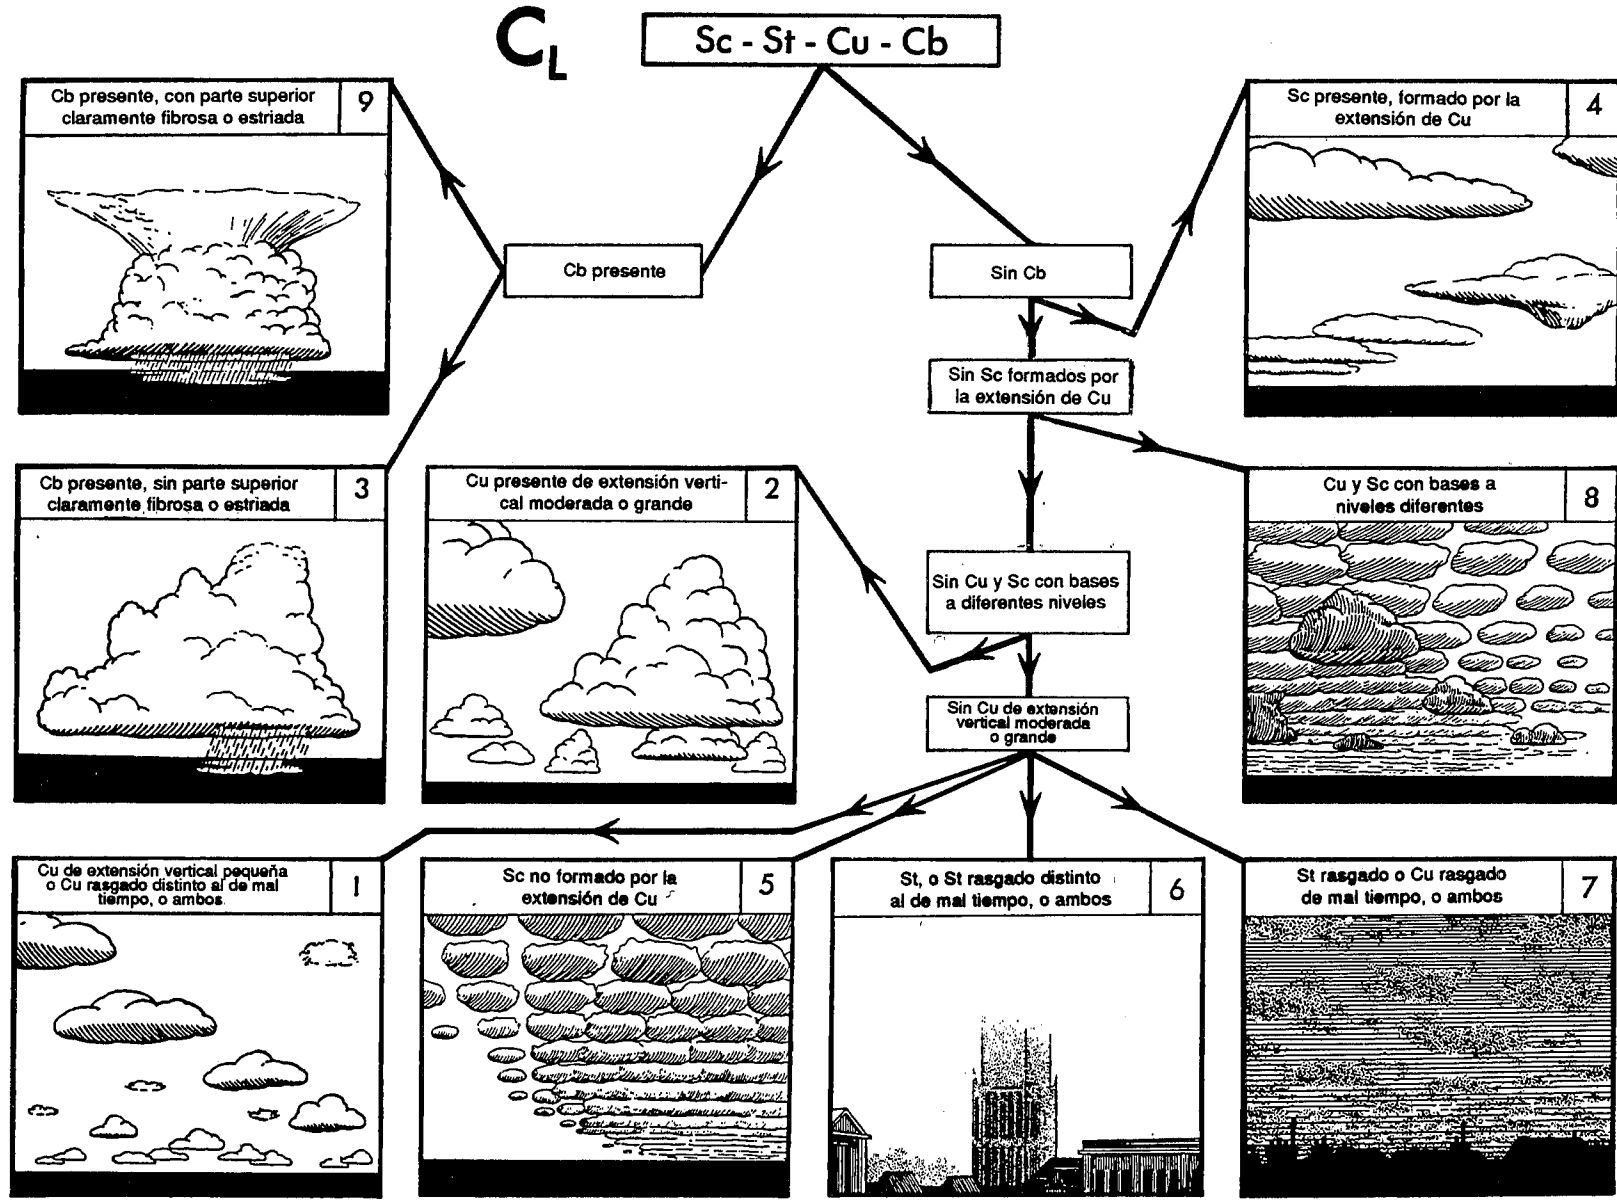 C L
Sc - St - Cu - Cb
Cb presente, con parte superior
claramente fibrosa o estriada
9
Sc presente, formado por la
extensión de Cu
4
Cb presente
Sin Cb
Sin Sc formados por
la extensión de Cu
Cb presente, sin parte superior
claramente fibrosa o estriada
3
Cu presente de extensión verti-
cal moderada o grande
2
Cu y Sc con bases a
niveles diferentes
8
Sin Cu y Sc con bases
a diferentes niveles
Sin Cu de extensión
vertical moderada
o grande
Cu de extensión vertical pequeña
o Cu rasgado distinto al de mal
tiempo, o ambos
1
Sc no formado por la
extensión de Cu
5
St, o St rasgado distinto
al de mal tiempo, o ambos
6
St rasgado o Cu rasgado
de mal tiempo, o ambos
7